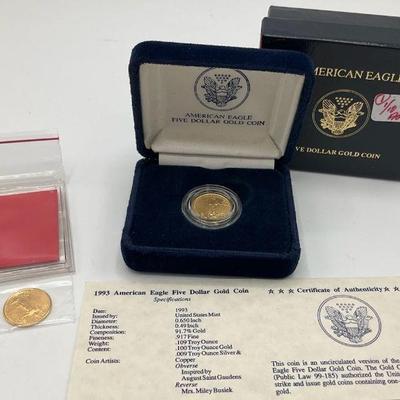 AMERICAN EAGLE
FIVE DOLLAR GOLD COIN
AMERICAN EAGLE
FIVE DOLLAR GOLD COIN
1993 American Eagle Five Dollar Gold Coin
Specifications
Date: 1993
Issued by: United States Mint
Diameter: 0.650 Inch
Thickness: 0.49 Inch
Composition: 91.7% Gold
Fineness: .917 Fine
Weight: .109 Troy Ounce
.100 Troy Ounce Gold
.009 Troy Ounce Silver &
Copper
Coin Artists: Obverse
Inspired by
August Saint Gaudens
Reverse
Mrs. Miley Busiek
Certificate of Authenticity
This coin is an uncirculated version of the
Eagle Five Dollar Gold Coin. The Gold
(Public Law 99-185) authorized the United
strike and issue gold coins containing one-